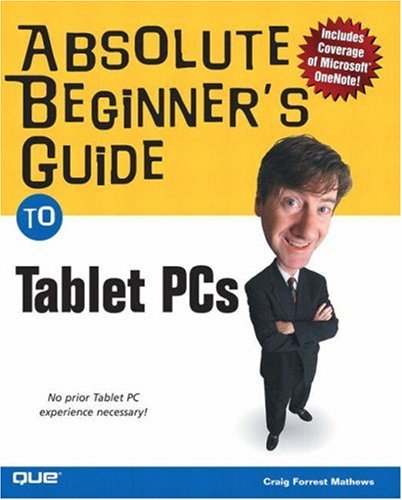 Absolute
Beginner's
Guide
TO
Tablet PCs
Includes
Coverage
of Microsoft®
OneNote!
No prior Tablet PC
experience necessary!
QUE®
Craig Forrest Mathews